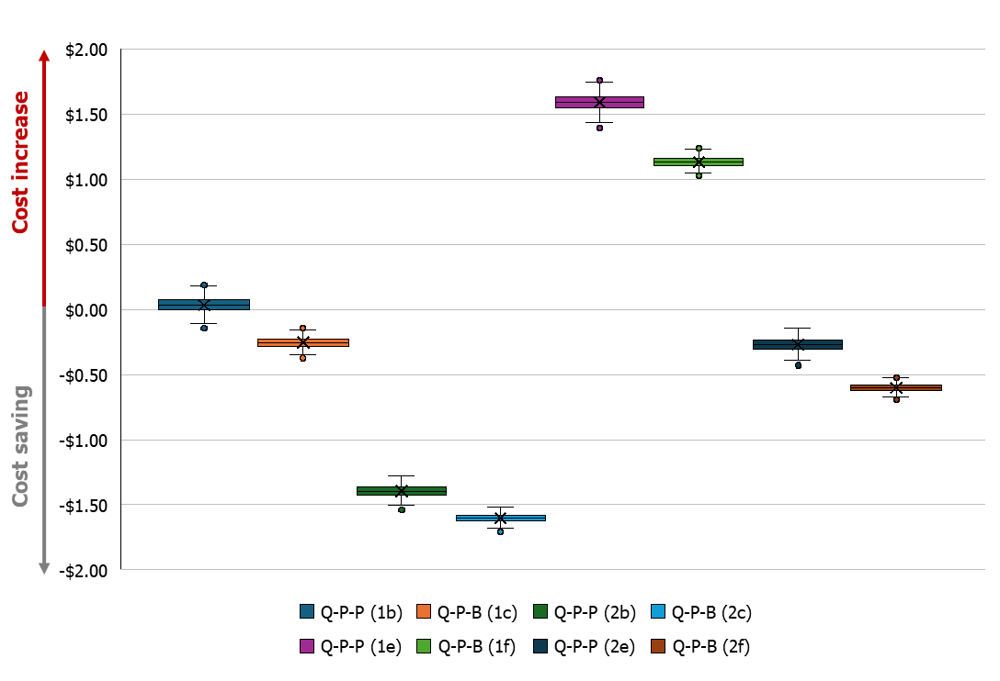 $2.00
$1.50
$1.00
$0.50
$0.00
-$0.50
-$1.00
-$1.50
-$2.00
Cost increase
Cost saving
Q-P-P (1b) Q-P-B (1c) Q-P-P (2b) Q-P-B (2c)
Q-P-P (1e) Q-P-B (1f) Q-P-P (2e) Q-P-B (2f)